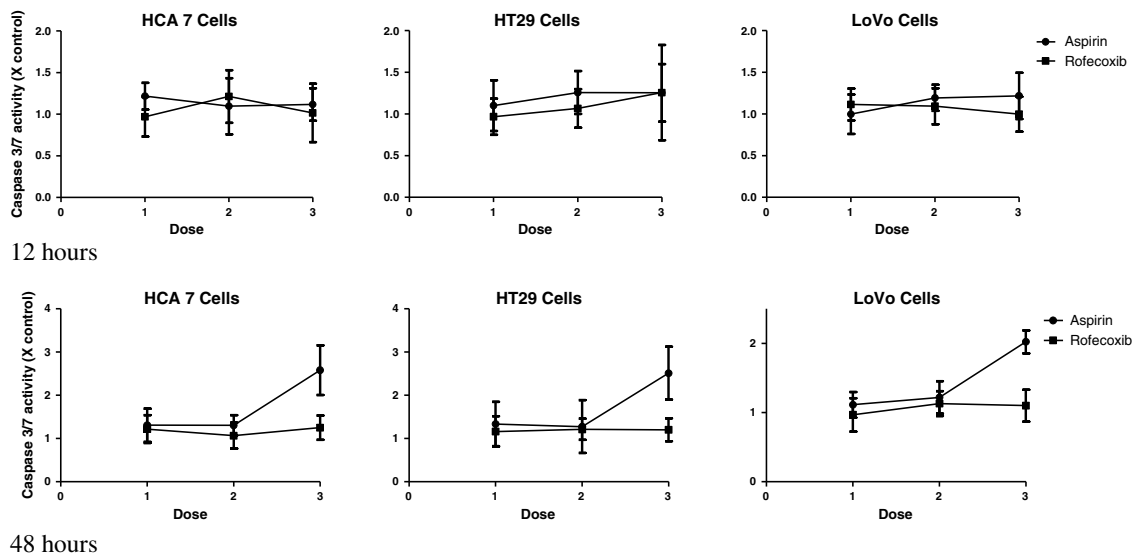 HCA 7 Cells
HT29 Cells
LoVo Cells
Caspase 3/7 activity (X control)
2.0
1.5
1.0
0.5
0.0
0
1
2
3
Dose
2.0
1.5
1.0
0.5
0.0
0
1
2
3
Dose
2.0
1.5
1.0
0.5
0.0
0
1
2
3
Dose
Aspirin
Rofecoxib
12 hours
HCA 7 Cells
HT29 Cells
LoVo Cells
Caspase 3/7 activity (X control)
4
3
2
1
0
0
1
2
3
Dose
4
3
2
1
0
0
1
2
3
Dose
2
1
0
0
1
2
3
Dose
Aspirin
Rofecoxib
48 hours